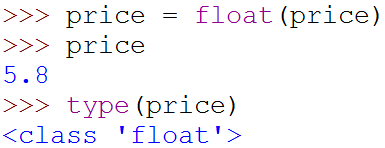 >>> price = float(price)
>>> price
5.8
>>> type(price)
<class 'float'>